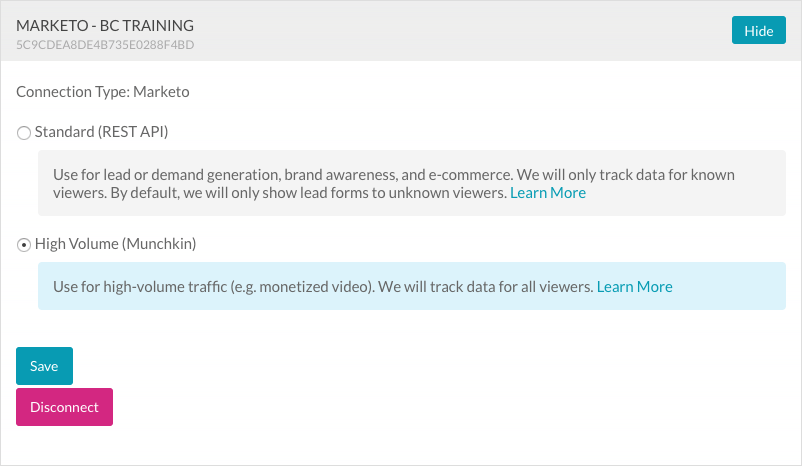 MARKETO - BC TRAINING
5C9CDEA8DE4B735E0288F4BD
Hide
Connection Type: Marketo
Standard (REST API)
Use for lead or demand generation, brand awareness, and e-commerce. We will only track data for known
viewers. By default, we will only show lead forms to unknown viewers. Learn More
High Volume (Munchkin)
Use for high-volume traffic (e.g. monetized video). We will track data for all viewers. Learn More
Save
Disconnect